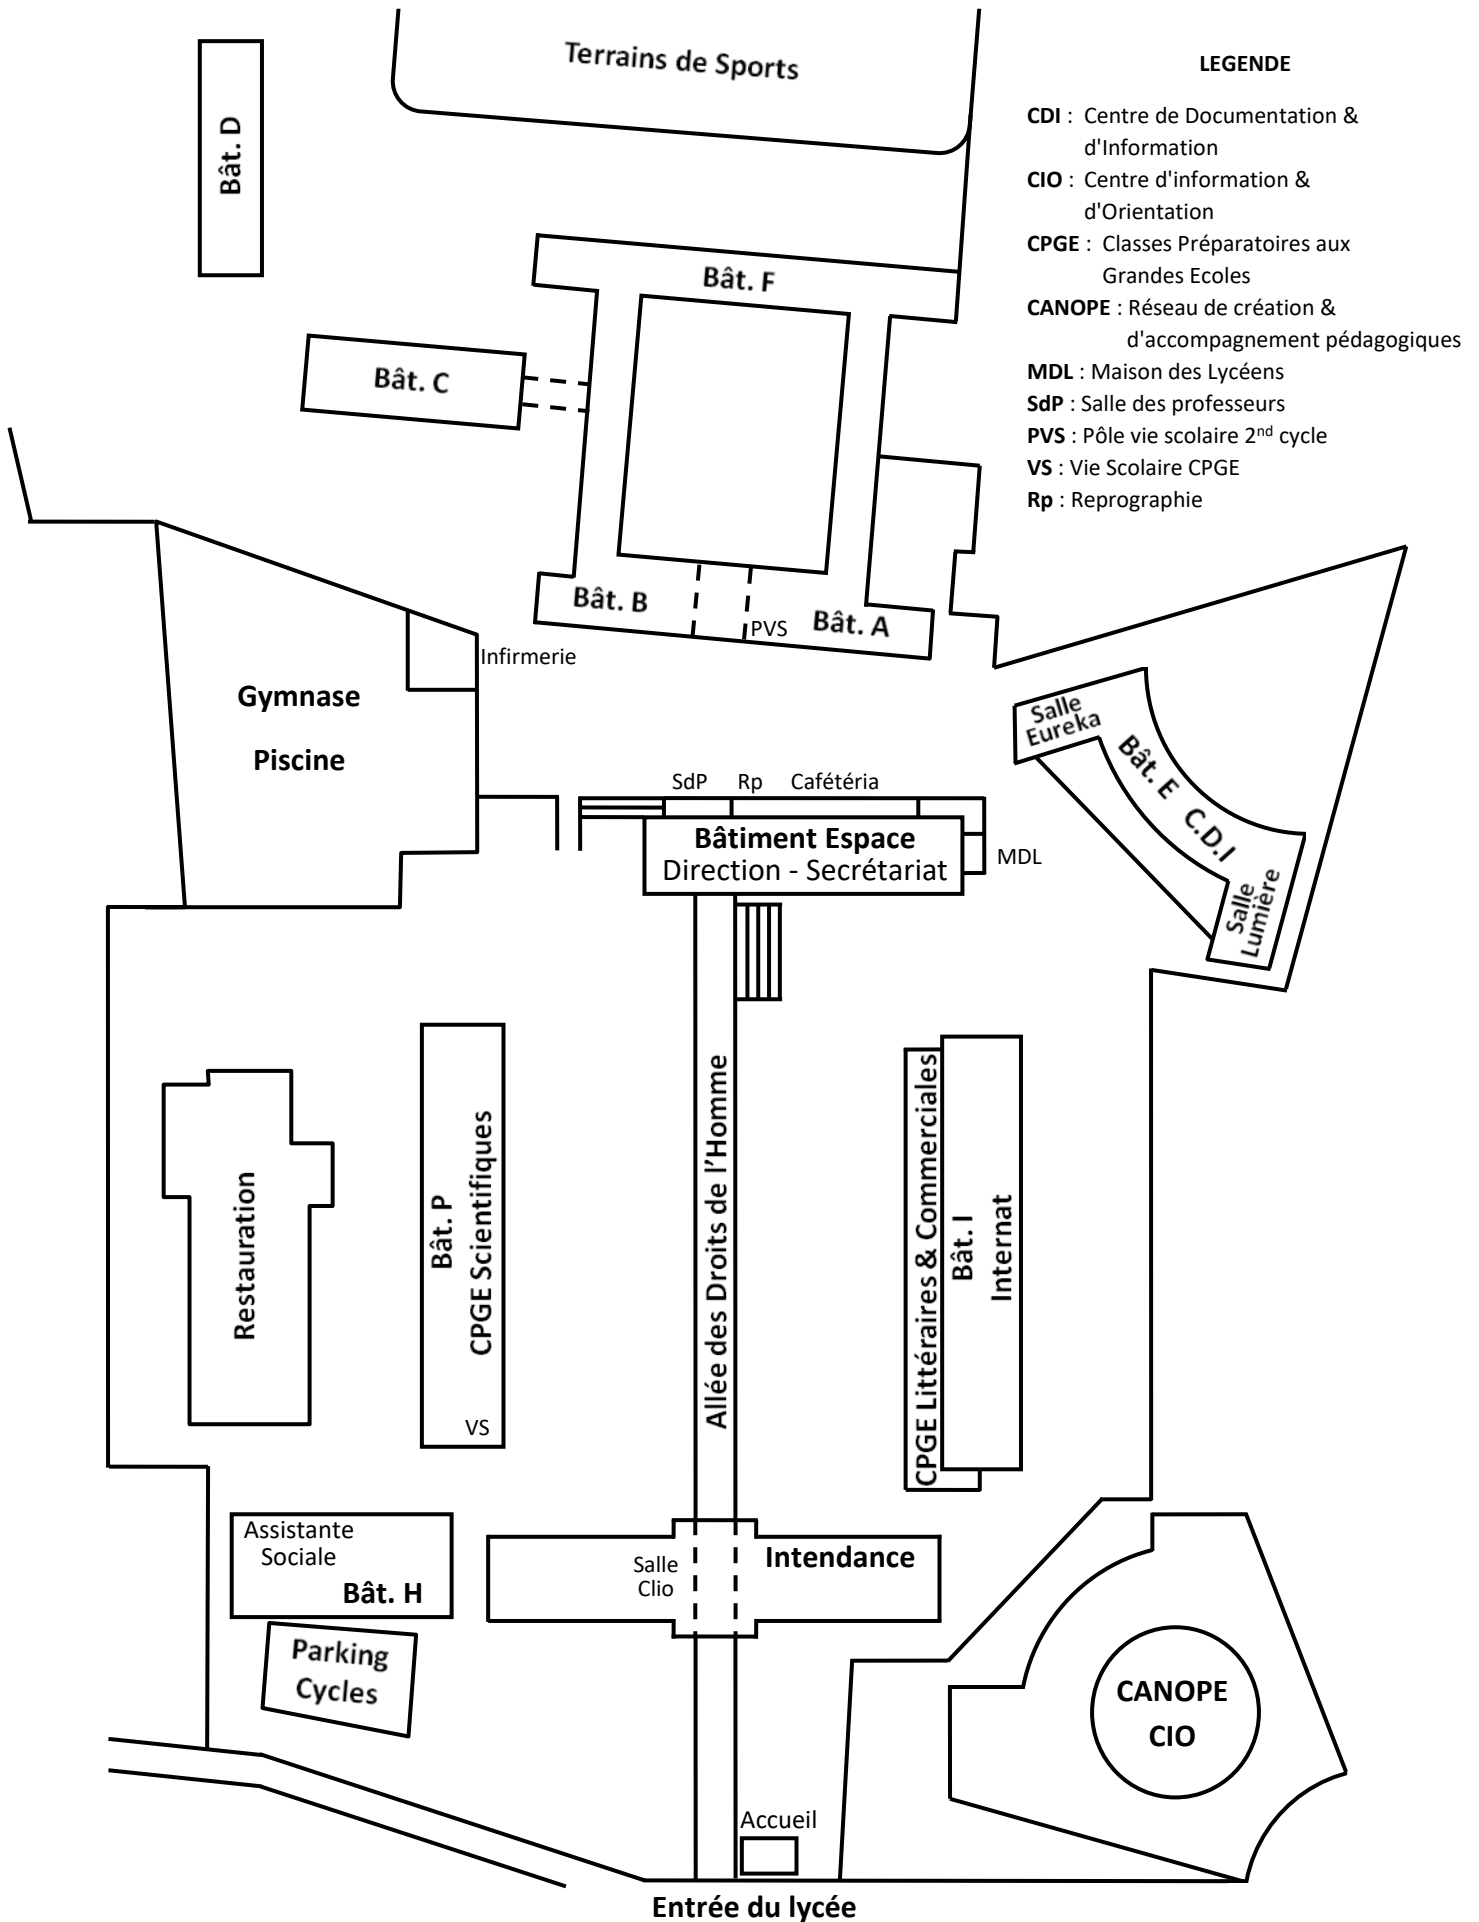 Terrains de Sports
LEGENDE
CDI : Centre de Documentation &
d'Information
CIO : Centre d'information &
d'Orientation
CPGE : Classes Préparatoires aux
Grandes Ecoles
CANOPE : Réseau de création &
d'accompagnement pédagogiques
MDL : Maison des Lycéens
SdP : Salle des professeurs
PVS : Pôle vie scolaire 2nd cycle
VS : Vie Scolaire CPGE
Rp : Reprographie
Bât. D
Bât. F
Bât. C
Bât. B
PVS
Bât. A
Infirmerie
Gymnase
Piscine
Salle
Eureka
Bât. E C.D.I
Salle
Lumière
SdP Rp Cafétéria
Bâtiment Espace
Direction - Secrétariat
MDL
Restauration
Bât. P
CPGE Scientifiques
VS
Allée des Droits de l'Homme
CPGE Littéraires & Commerciales
Bât. I
Internat
Assistante
Sociale
Bât. H
Salle
Clio
Intendance
Parking
Cycles
CANOPE
CIO
Accueil
Entrée du lycée